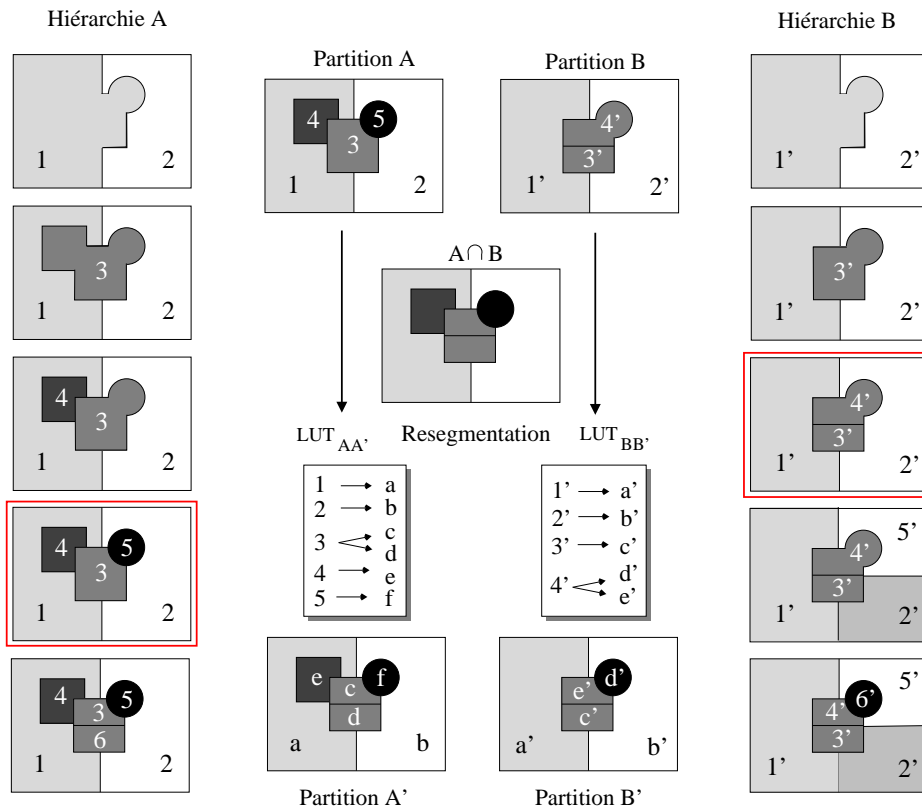 Hiérarchie A
1 2
1 3 2
4 3 1 2
4 5 3 1 2
4 5 3 6 1 2
Partition A
4 5 3 1 2
Partition B
4’ 3’ 1’ 2’
A∩B
Resegmentation
LUT AA’
1 a
2 b
3 c
d
4 e
5 f
LUT BB’
1’ a’
2’ b’
3’ c’
4’ d’
e’
e c f d a b
Partition A’
e’ d’ c’ a’ b’
Partition B’
Hiérarchie B
1’ 2’
3’ 1’ 2’
4’ 3’ 1’ 2’
5’ 4’ 3’ 1’ 2’
5’ 4’ 6’ 3’ 1’ 2’